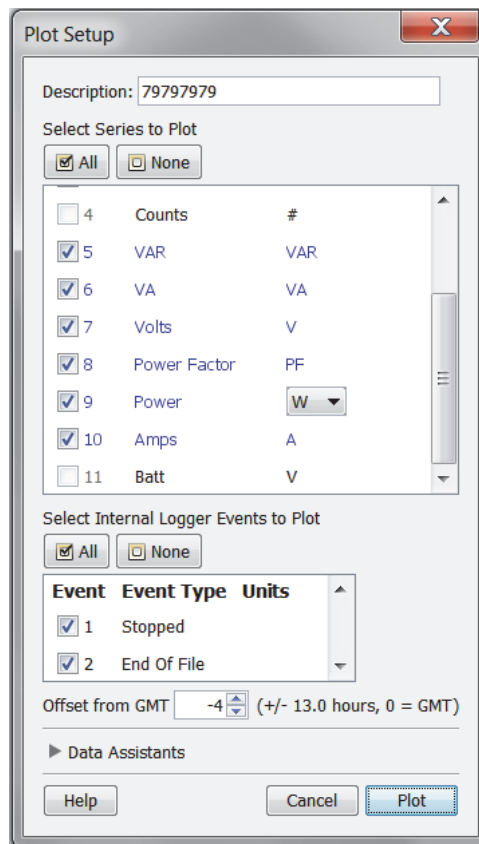 Plot Setup
X
Description: 79797979
Select Series to Plot
All None
4 Counts #
5 VAR VAR
6 VA VA
7 Volts V
8 Power Factor PF
9 Power W
10 Amps A
11 Batt V
Select Internal Logger Events to Plot
All None
Event Event Type Units
1 Stopped
2 End Of File
Offset from GMT -4 (+/- 13.0 hours, 0 = GMT)
Data Assistants
Help Cancel Plot